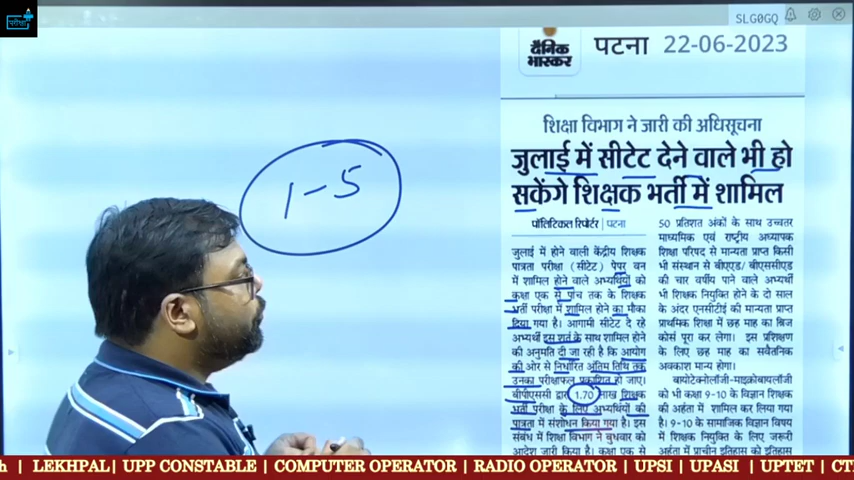 परीक्षा
SLG0GQ
दैनिक
भास्कर
पटना 22-06-2023
शिक्षा विभाग ने जारी की अधिसूचना
जुलाई में सीटेट देने वाले भी हो
सकेंगे शिक्षक भर्ती में शामिल
1-5
पॉलिटिकल रिपोर्टर | पटना
जुलाई में होने वाली केंद्रीय शिक्षक
पात्रता परीक्षा (सीटेट) पेपर वन
में शामिल होने वाले अभ्यर्थियों को
कक्षा एक से पांच तक के शिक्षक
भर्ती परीक्षा में शामिल होने का मौका
दिया गया है। आगामी सीटेट दे रहे
अभ्यर्थी इस शर्त के साथ शामिल होने
की अनुमति दी जा रही है कि आयोग
की ओर से निर्धारित अंतिम तिथि तक
उनका परीक्षाफल प्रकाशित हो जाए।
बीपीएससी द्वारा 1.70 लाख शिक्षक
भर्ती परीक्षा के लिए अभ्यर्थियों की
पात्रता में संशोधन किया गया है। इस
संबंध में शिक्षा विभाग ने बुधवार को
आदेश जारी किया है। कक्षा एक से
50 प्रतिशत अंकों के साथ उच्चतर
माध्यमिक एवं राष्ट्रीय अध्यापक
शिक्षा परिषद से मान्यता प्राप्त किसी
भी संस्थान से बीएएड/ बीएससीएड
की चार वर्षीय पाने वाले अभ्यर्थी
भी शिक्षक नियुक्ति होने के दो साल
के अंदर एनसीटीई की मान्यता प्राप्त
प्राथमिक शिक्षा में छह माह का ब्रिज
कोर्स पूरा कर लेगा। इस प्रशिक्षण
के लिए छह माह का सवैतनिक
अवकाश मान्य होगा।
बायोटेक्नोलॉजी-माइक्रोबायलॉजी
को भी कक्षा 9-10 के विज्ञान शिक्षक
की अर्हता में शामिल कर लिया गया
है। 9-10 के सामाजिक विज्ञान विषय
में शिक्षक नियुक्ति के लिए जरूरी
अर्हता में प्राचीन इतिहास को इतिहास
| LEKHPAL| UPP CONSTABLE | COMPUTER OPERATOR | RADIO OPERATOR | UPSI | UPASI | UPTET |